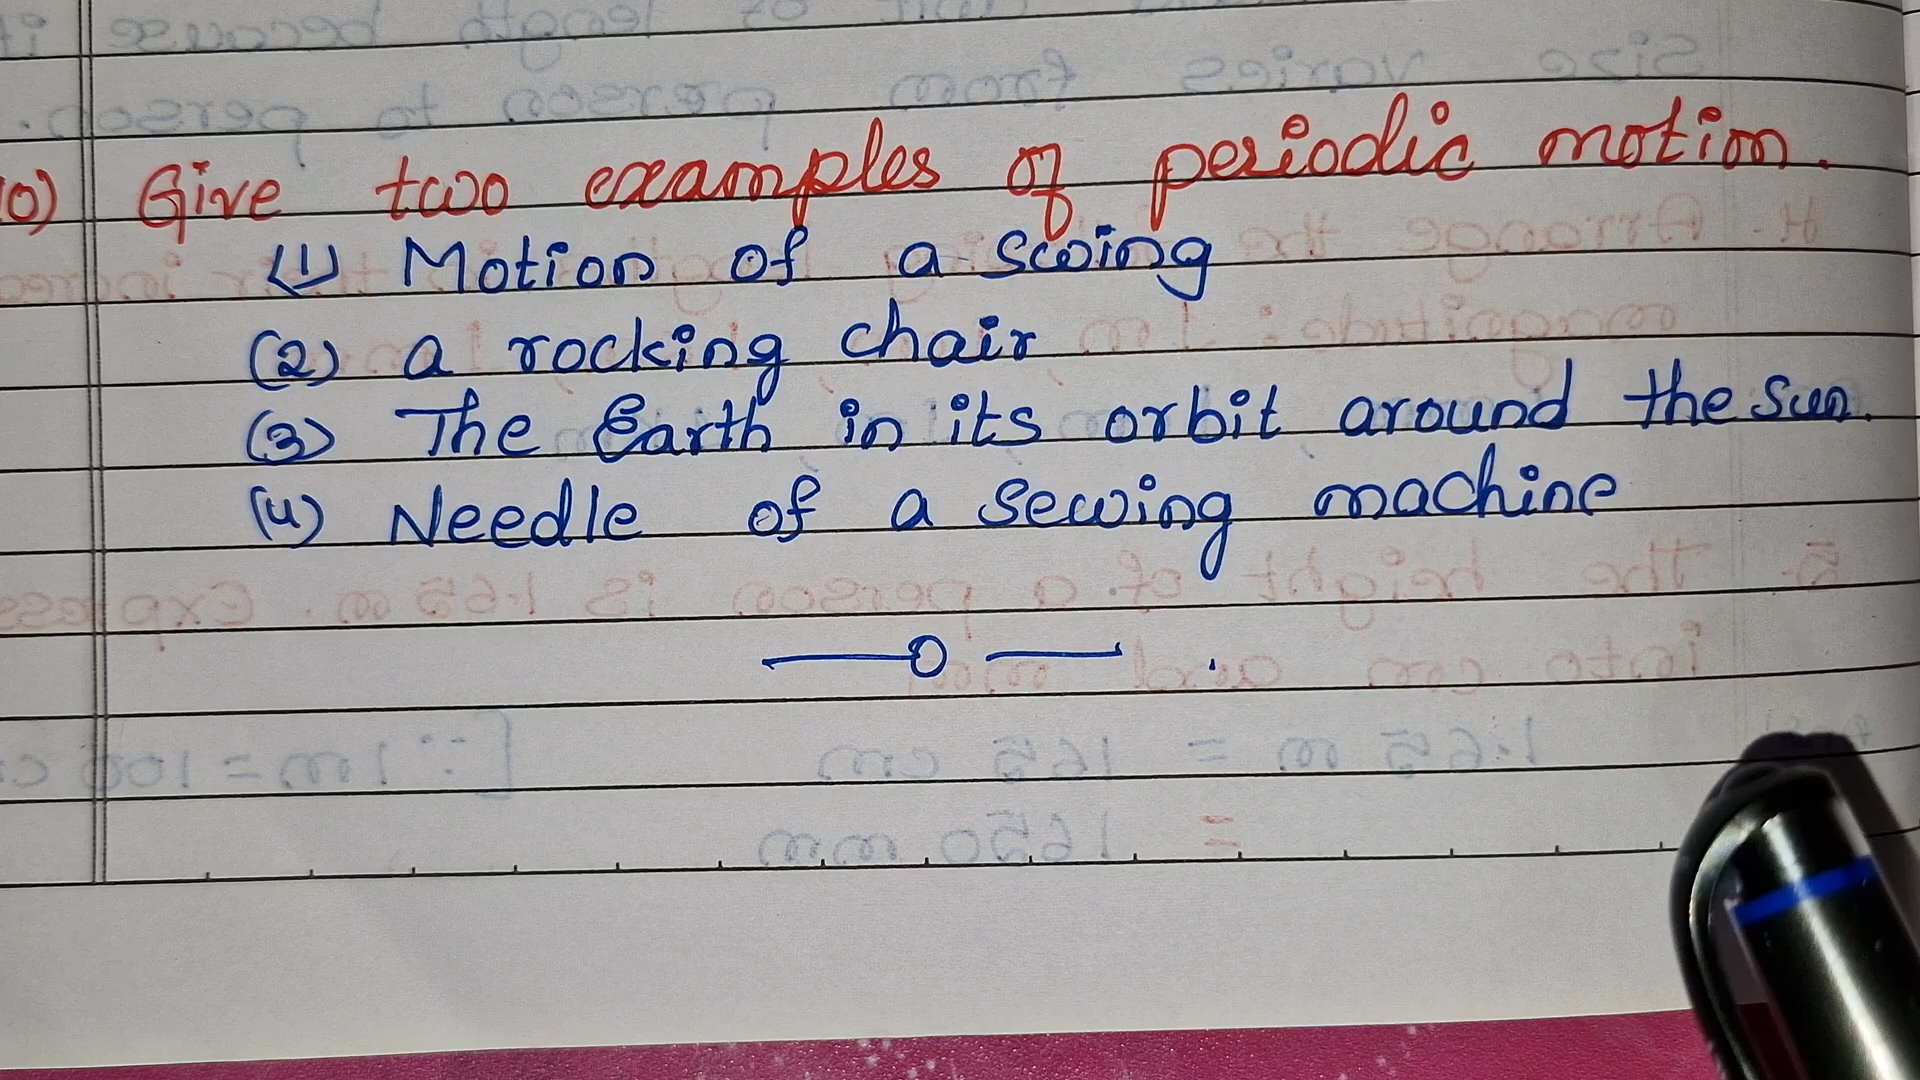 10) Give two examples of periodic motion.
(1) Motion of a swing
(2) a rocking chair
(3) The Earth in its orbit around the sun.
(4) Needle of a sewing machine